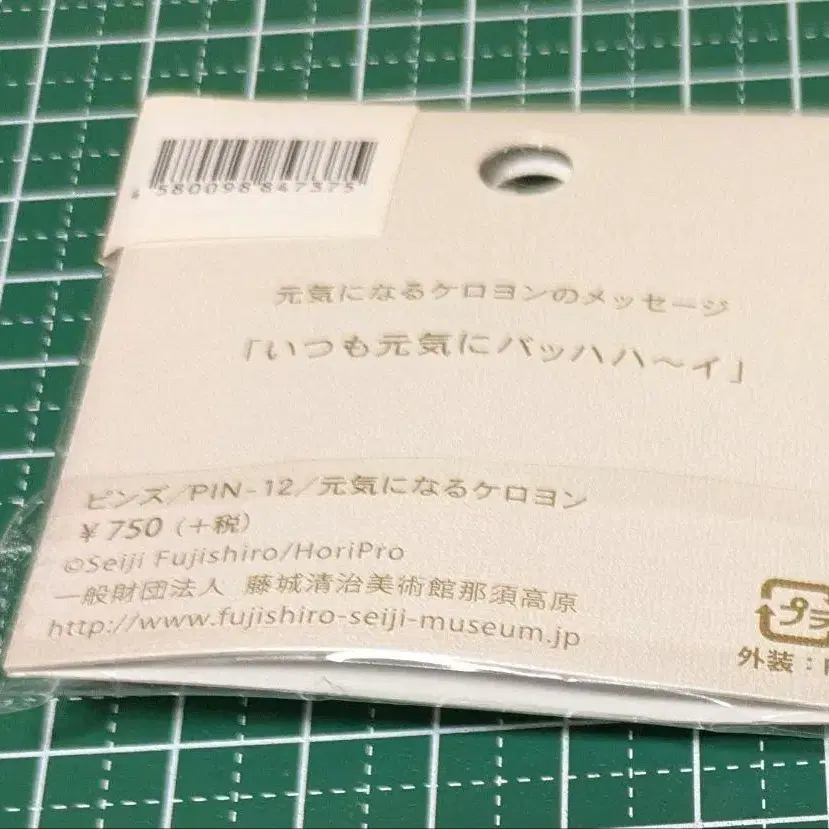 4 580098 847375
元気になるケロヨンのメッセージ
「いつも元気にバッハハ〜イ」
ピンズ/PIN-12/元気になるケロヨン
¥750（+税）
©Seiji Fujishiro/HoriPro
一般財団法人 藤城清治美術館那須高原
http://www.fujishiro-seiji-museum.jp
プラ
外装：